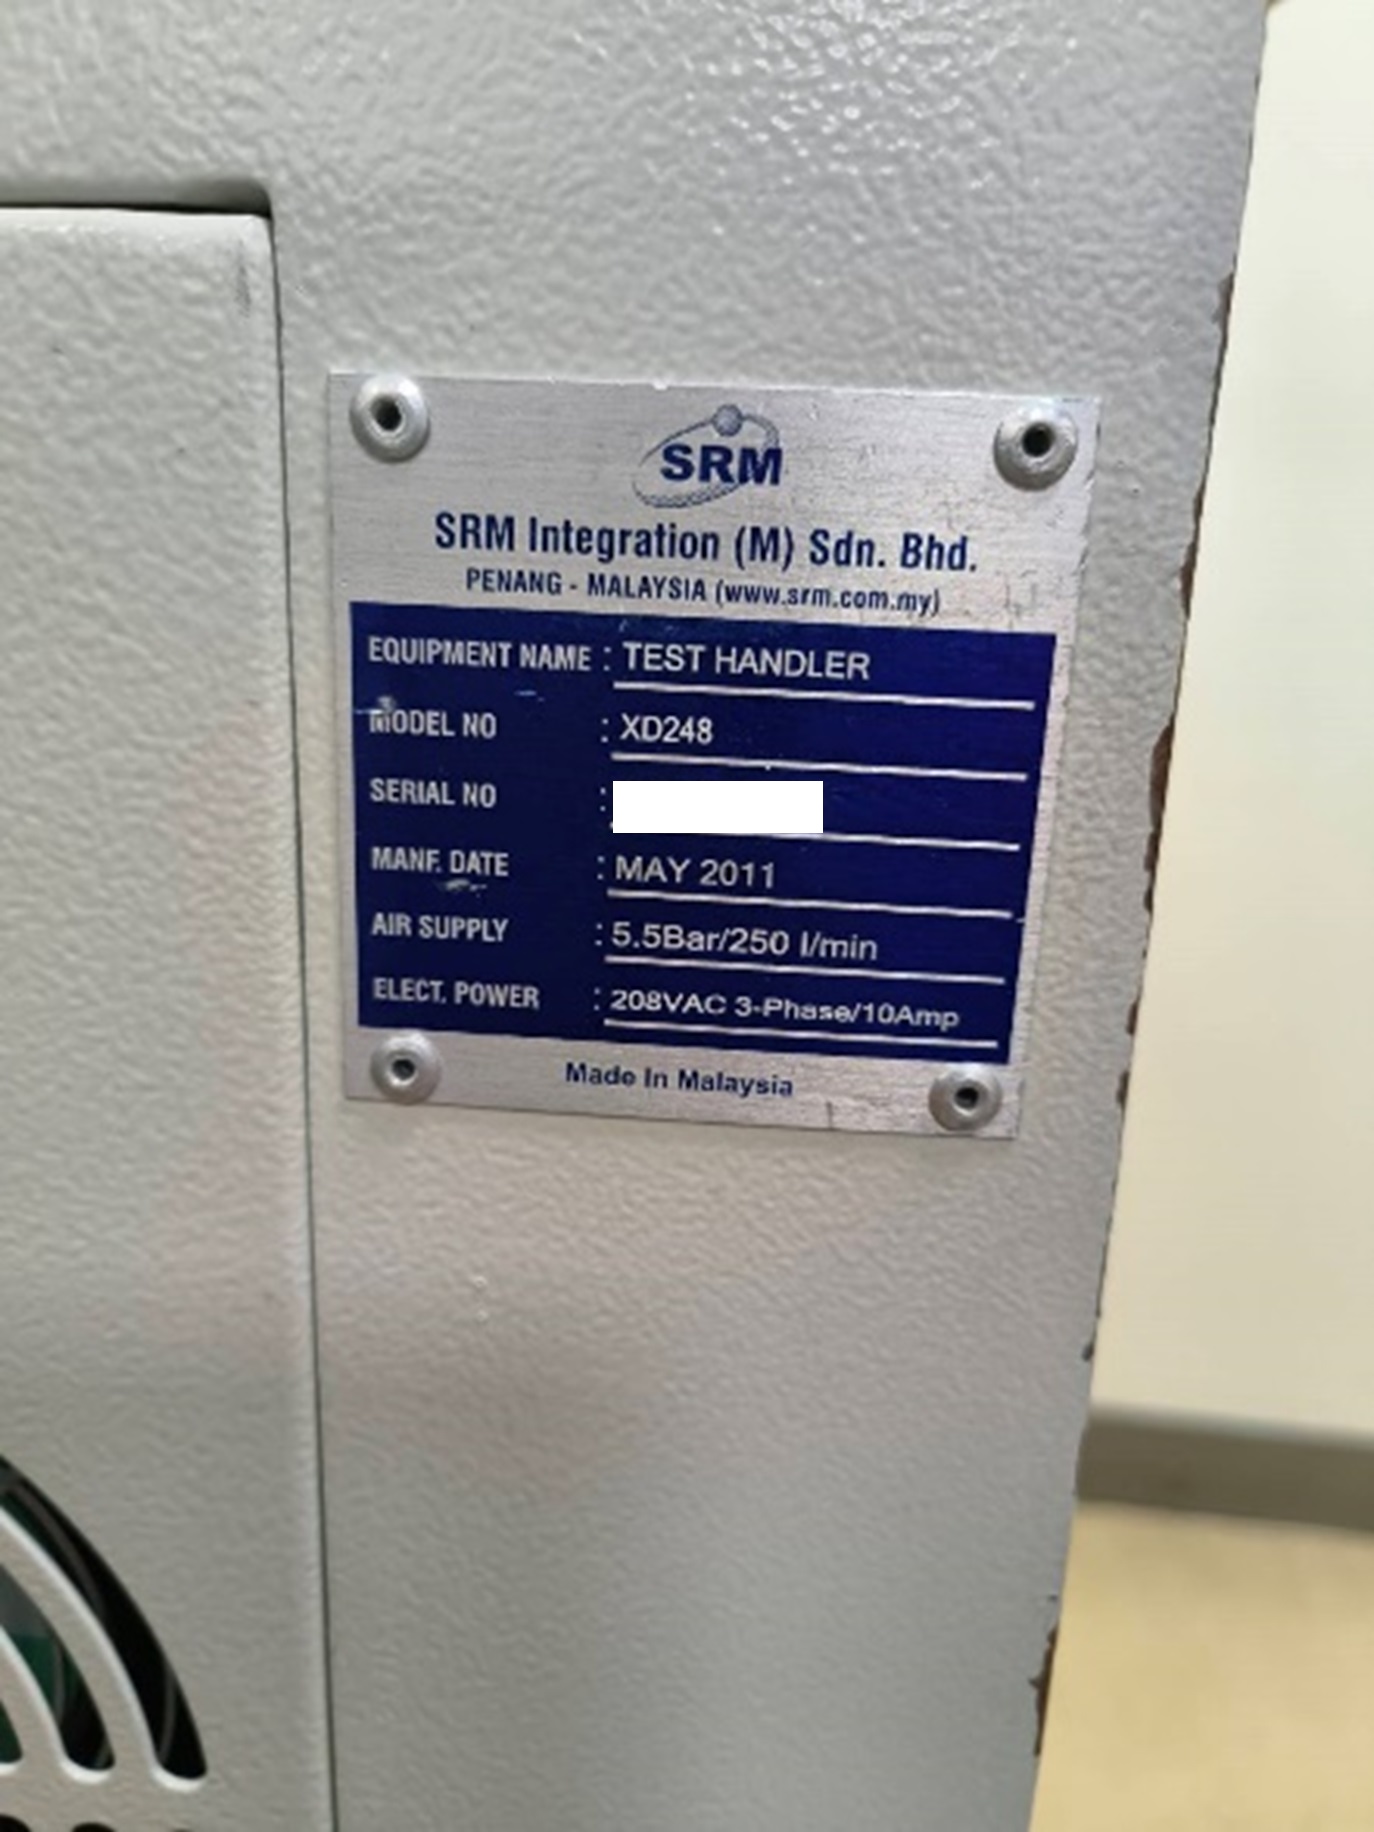 SRM
SRM Integration (M) Sdn. Bhd.
PENANG - MALAYSIA (www.srm.com.my)
EQUIPMENT NAME : TEST HANDLER
MODEL NO : XD248
SERIAL NO :
MANF. DATE : MAY 2011
AIR SUPPLY : 5.5Bar/250 l/min
ELECT. POWER : 208VAC 3-Phase/10Amp
Made In Malaysia